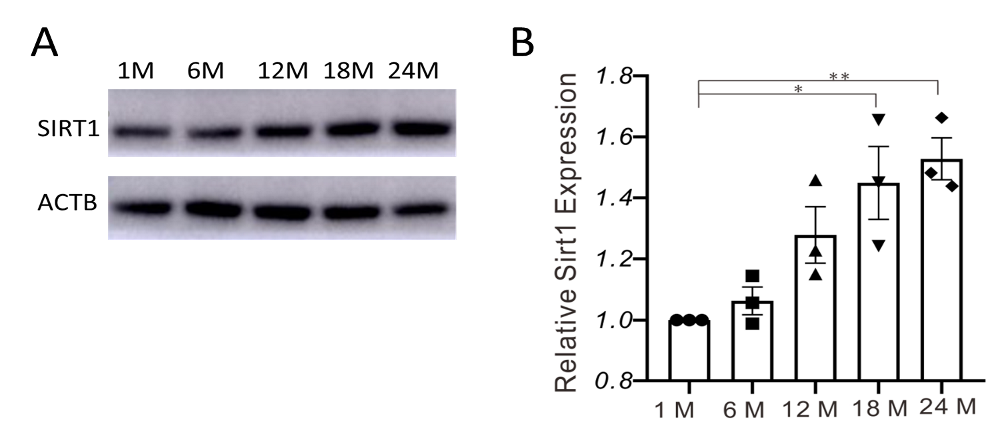 A
1M 6M 12M 18M 24M
SIRT1
ACTB
B
Relative Sirt1 Expression
1.8
1.6
1.4
1.2
1.0
0.8
**
*
1 M 6 M 12 M 18 M 24 M